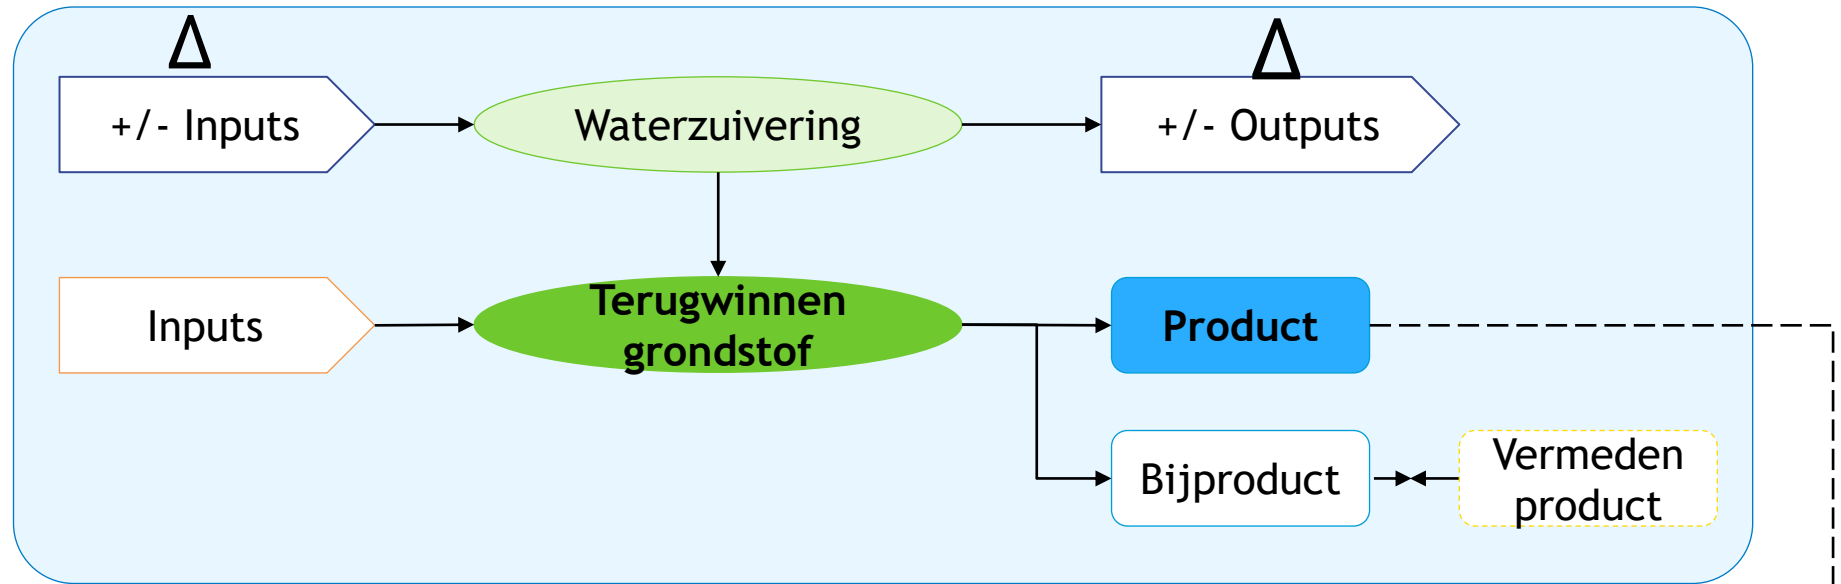 Δ
Δ
+/- Inputs
Waterzuivering
+/- Outputs
Inputs
Terugwinnen
grondstof
Product
Bijproduct
Vermeden
product